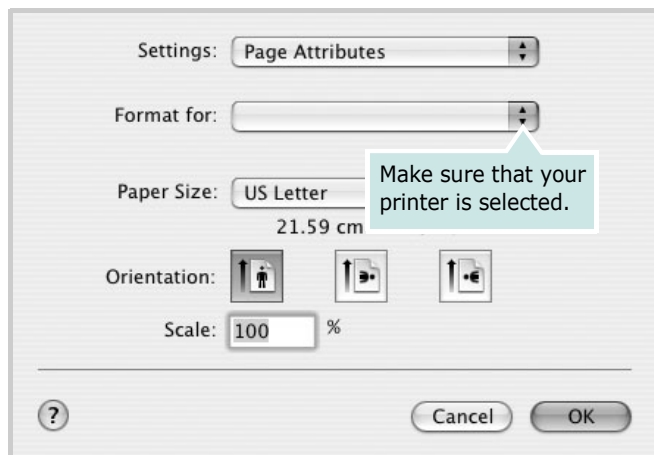 Settings: Page Attributes
Format for:
Make sure that your
printer is selected.
Paper Size: US Letter
21.59 cm
Orientation:
Scale: 100 %
? Cancel OK